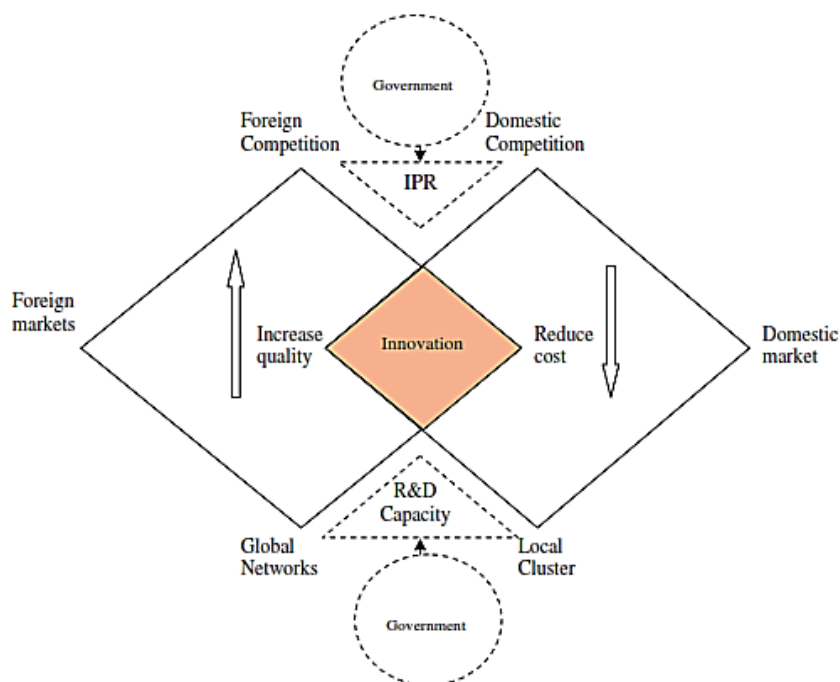 Government
Foreign
Competition
Domestic
Competition
IPR
Foreign
markets
Increase
quality
Innovation
Reduce
cost
Domestic
market
R&D
Capacity
Global
Networks
Local
Cluster
Government